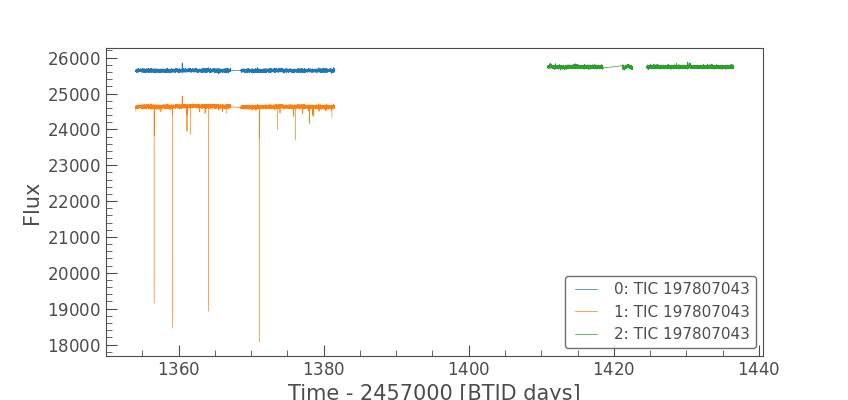 26000
25000
24000
23000
22000
21000
20000
19000
18000
Flux
1360
1380
1400
1420
1440
Time - 2457000 [BTJD days]
0: TIC 197807043
1: TIC 197807043
2: TIC 197807043